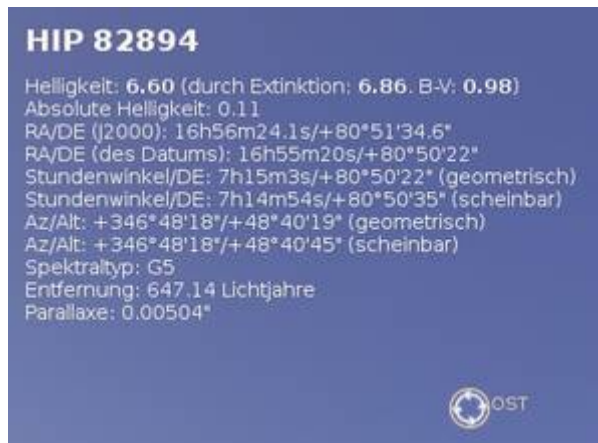 HIP 82894
Helligkeit: 6.60 (durch Extinktion: 6.86. B-V: 0.98)
Absolute Helligkeit: 0.11
RA/DE (J2000): 16h56m24.1s/+80°51'34.6"
RA/DE (des Datums): 16h55m20s/+80°50'22"
Stundenwinkel/DE: 7h15m3s/+80°50'22" (geometrisch)
Stundenwinkel/DE: 7h14m54s/+80°50'35" (scheinbar)
Az/Alt: +346°48'18"/+48°40'19" (geometrisch)
Az/Alt: +346°48'18"/+48°40'45" (scheinbar)
Spektraltyp: G5
Entfernung: 647.14 Lichtjahre
Parallaxe: 0.00504"
OST